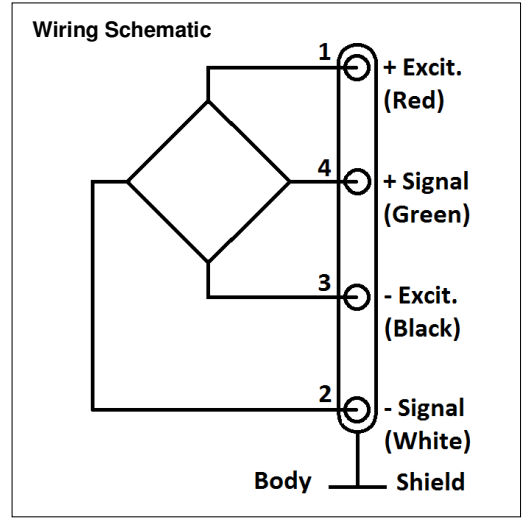 Wiring Schematic
1
+ Excit.
(Red)
4
+ Signal
(Green)
3
- Excit.
(Black)
2
- Signal
(White)
Body Shield